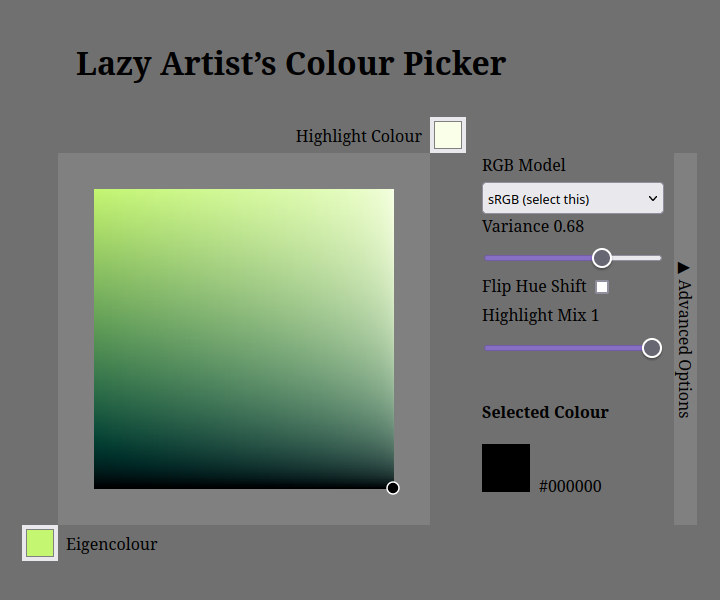 Lazy Artist’s Colour Picker
Highlight Colour
RGB Model
sRGB (select this)
Variance 0.68
Flip Hue Shift
Highlight Mix 1
▶ Advanced Options
Selected Colour
#000000
Eigencolour